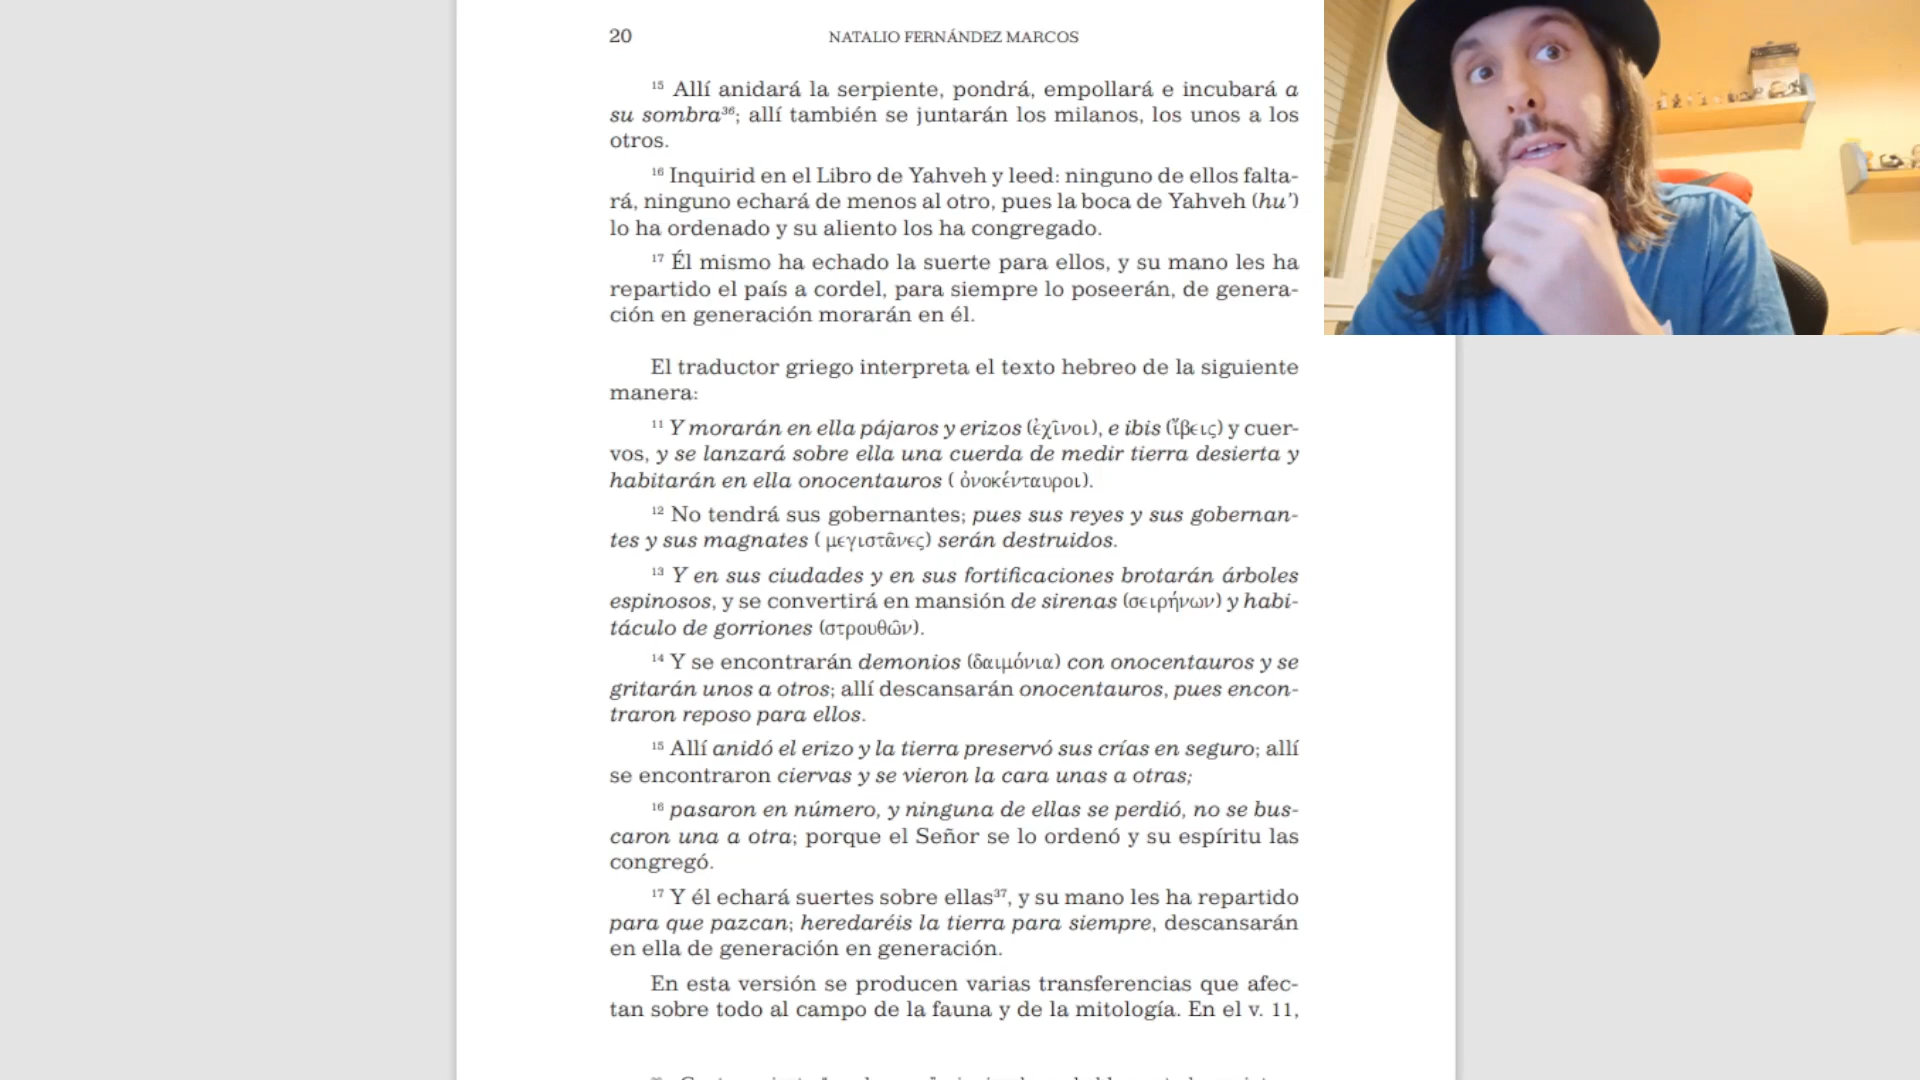 20 NATALIO FERNÁNDEZ MARCOS
¹⁵ Allí anidará la serpiente, pondrá, empollará e incubará a
su sombra³⁶; allí también se juntarán los milanos, los unos a los
otros.
¹⁶ Inquirid en el Libro de Yahveh y leed: ninguno de ellos falta-
rá, ninguno echará de menos al otro, pues la boca de Yahveh (hu’)
lo ha ordenado y su aliento los ha congregado.
¹⁷ Él mismo ha echado la suerte para ellos, y su mano les ha
repartido el país a cordel, para siempre lo poseerán, de genera-
ción en generación morarán en él.
El traductor griego interpreta el texto hebreo de la siguiente
manera:
¹¹ Y morarán en ella pájaros y erizos (ἐχῖνοι), e ibis (ἴβεις) y cuer-
vos, y se lanzará sobre ella una cuerda de medir tierra desierta y
habitarán en ella onocentauros ( ὀνοκένταυροι).
¹² No tendrá sus gobernantes; pues sus reyes y sus gobernan-
tes y sus magnates ( μεγιστᾶνες) serán destruidos.
¹³ Y en sus ciudades y en sus fortificaciones brotarán árboles
espinosos, y se convertirá en mansión de sirenas (σειρήνων) y habi-
táculo de gorriones (στρουθῶν).
¹⁴ Y se encontrarán demonios (δαιμόνια) con onocentauros y se
gritarán unos a otros; allí descansarán onocentauros, pues encon-
traron reposo para ellos.
¹⁵ Allí anidó el erizo y la tierra preservó sus crías en seguro; allí
se encontraron ciervas y se vieron la cara unas a otras;
¹⁶ pasaron en número, y ninguna de ellas se perdió, no se bus-
caron una a otra; porque el Señor se lo ordenó y su espíritu las
congregó.
¹⁷ Y él echará suertes sobre ellas³⁷, y su mano les ha repartido
para que pazcan; heredaréis la tierra para siempre, descansarán
en ella de generación en generación.
En esta versión se producen varias transferencias que afec-
tan sobre todo al campo de la fauna y de la mitología. En el v. 11,